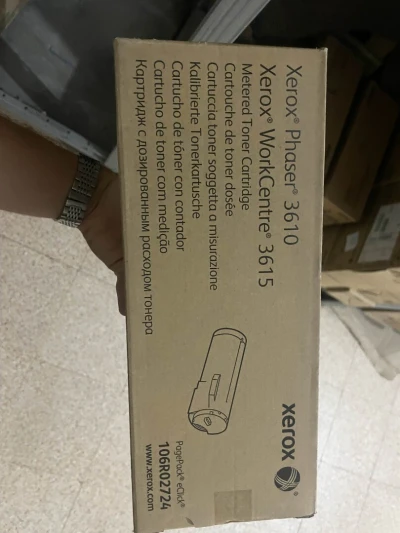 Xerox® Phaser® 3610
Xerox® WorkCentre® 3615
Metered Toner Cartridge
Cartouche de toner dosée
Cartuccia toner soggetto a misurazione
Kalibrierte Tonerkartusche
Cartucho de tóner con contador
Cartucho de toner com medição
Картридж с дозированным расходом тонера
xerox
PagePack® eClick®
106R02724
www.xerox.com